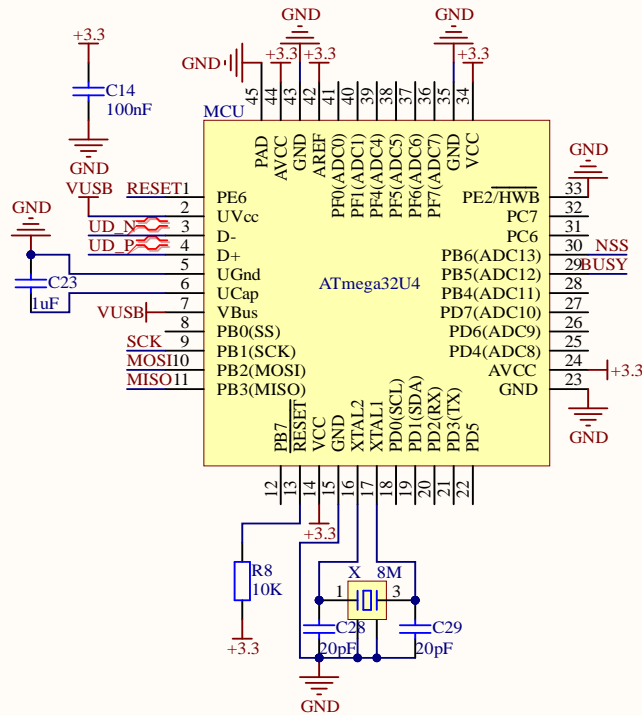 GND
GND
+3.3
+3.3
+3.3
+3.3
GND
C14
100nF
GND
45
44
43
42
41
40
39
38
37
36
35
34
MCU
PAD
AVCC
GND
AREF
PF0(ADC0)
PF1(ADC1)
PF4(ADC4)
PF5(ADC5)
PF6(ADC6)
PF7(ADC7)
GND
VCC
GND
VUSB
RESET 1 PE6
2 UVcc
UD_N 3 D-
UD_P 4 D+
5 UGnd
6 UCap
VUSB 7 VBus
8 PB0(SS)
SCK 9 PB1(SCK)
MOSI 10 PB2(MOSI)
MISO 11 PB3(MISO)
GND
C23
1uF
ATmega32U4
PE2/HWB 33
PC7 32
PC6 31
PB6(ADC13) 30 NSS
PB5(ADC12) 29 BUSY
PB4(ADC11) 28
PD7(ADC10) 27
PD6(ADC9) 26
PD4(ADC8) 25
AVCC 24 +3.3
GND 23
GND
GND
PB7
RESET
VCC
GND
XTAL2
XTAL1
PD0(SCL)
PD1(SDA)
PD2(RX)
PD3(TX)
PD5
12
13
14
15
16
17
18
19
20
21
22
+3.3
R8
10K
+3.3
X 8M
1 3
C28
20pF
C29
20pF
GND